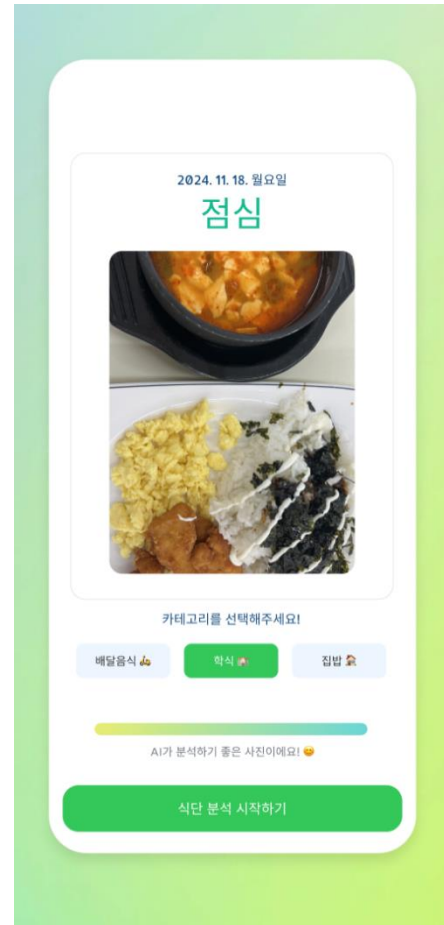 2024. 11. 18. 월요일
점심
카테고리를 선택해주세요!
배달음식 🛵
학식 🏫
집밥 🏠
AI가 분석하기 좋은 사진이에요! 😊
식단 분석 시작하기